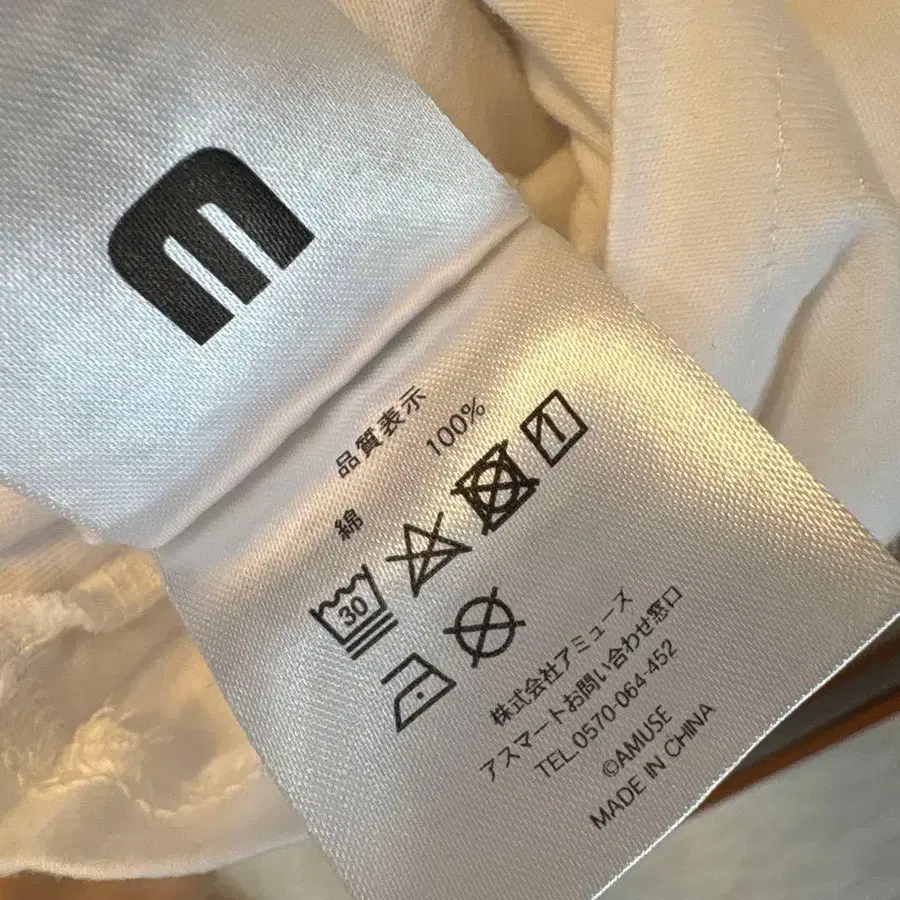 m
品質表示
綿 100%
30
株式会社アミューズ
アスマートお問い合わせ窓口
TEL.0570-064-452
©AMUSE
MADE IN CHINA